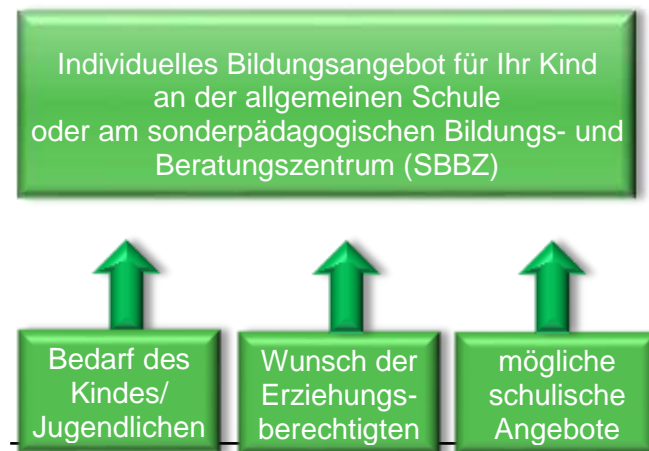 Individuelles Bildungsangebot für Ihr Kind
an der allgemeinen Schule
oder am sonderpädagogischen Bildungs- und
Beratungszentrum (SBBZ)
Bedarf des
Kindes/
Jugendlichen
Wunsch der
Erziehungs-
berechtigten
mögliche
schulische
Angebote